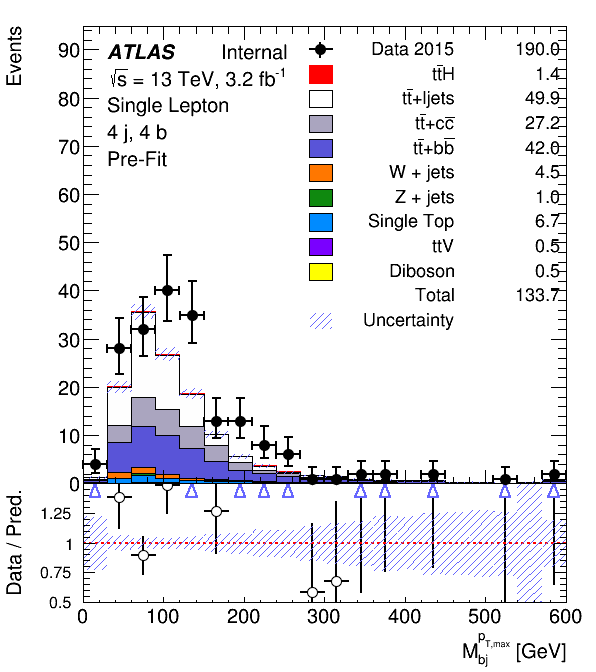 Events
90
80
70
60
50
40
30
20
10
0
ATLAS Internal
√s = 13 TeV, 3.2 fb⁻¹
Single Lepton
4 j, 4 b
Pre-Fit
Data 2015 190.0
tt̄H 1.4
tt̄+ljets 49.9
tt̄+cc̄ 27.2
tt̄+bb̄ 42.0
W + jets 4.5
Z + jets 1.0
Single Top 6.7
ttV 0.5
Diboson 0.5
Total 133.7
Uncertainty
Data / Pred.
1.25
1
0.75
0.5
0 100 200 300 400 500 600
M_bj^pT,max [GeV]